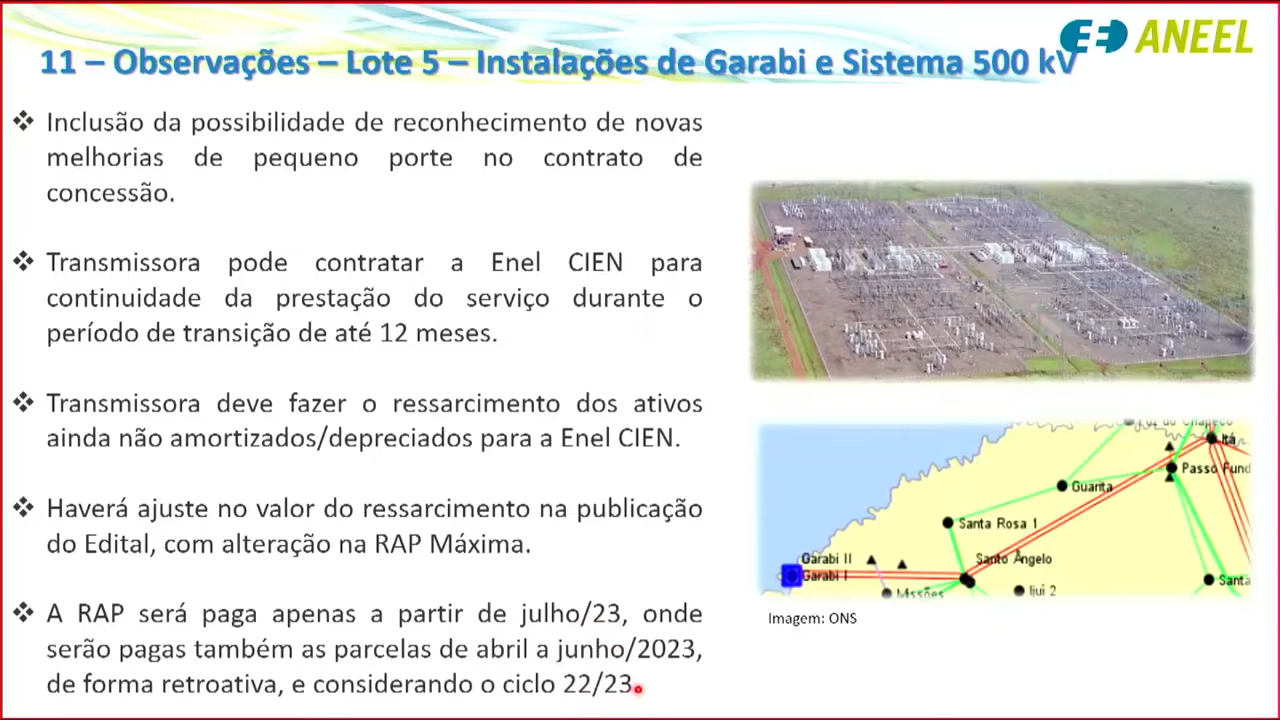 11 – Observações – Lote 5 – Instalações de Garabi e Sistema 500 kV
ANEEL
Inclusão da possibilidade de reconhecimento de novas
melhorias de pequeno porte no contrato de
concessão.
Transmissora pode contratar a Enel CIEN para
continuidade da prestação do serviço durante o
período de transição de até 12 meses.
Transmissora deve fazer o ressarcimento dos ativos
ainda não amortizados/depreciados para a Enel CIEN.
Haverá ajuste no valor do ressarcimento na publicação
do Edital, com alteração na RAP Máxima.
A RAP será paga apenas a partir de julho/23, onde
serão pagas também as parcelas de abril a junho/2023,
de forma retroativa, e considerando o ciclo 22/23.
Itá
Passo Fund
Guarita
Santa Rosa 1
Garabi II
Santo Ângelo
Garabi I
Missões
Ijuí 2
Santa
Imagem: ONS